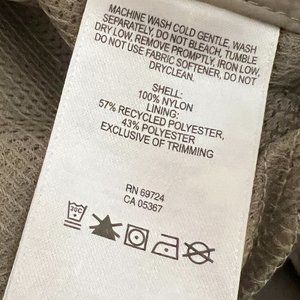 MACHINE WASH COLD GENTLE, WASH
SEPARATELY, DO NOT BLEACH, TUMBLE
DRY LOW, REMOVE PROMPTLY, IRON LOW,
DO NOT USE FABRIC SOFTENER, DO NOT
DRYCLEAN.
SHELL:
100% NYLON
LINING:
57% RECYCLED POLYESTER,
43% POLYESTER
EXCLUSIVE OF TRIMMING
RN 69724
CA 05367
30C